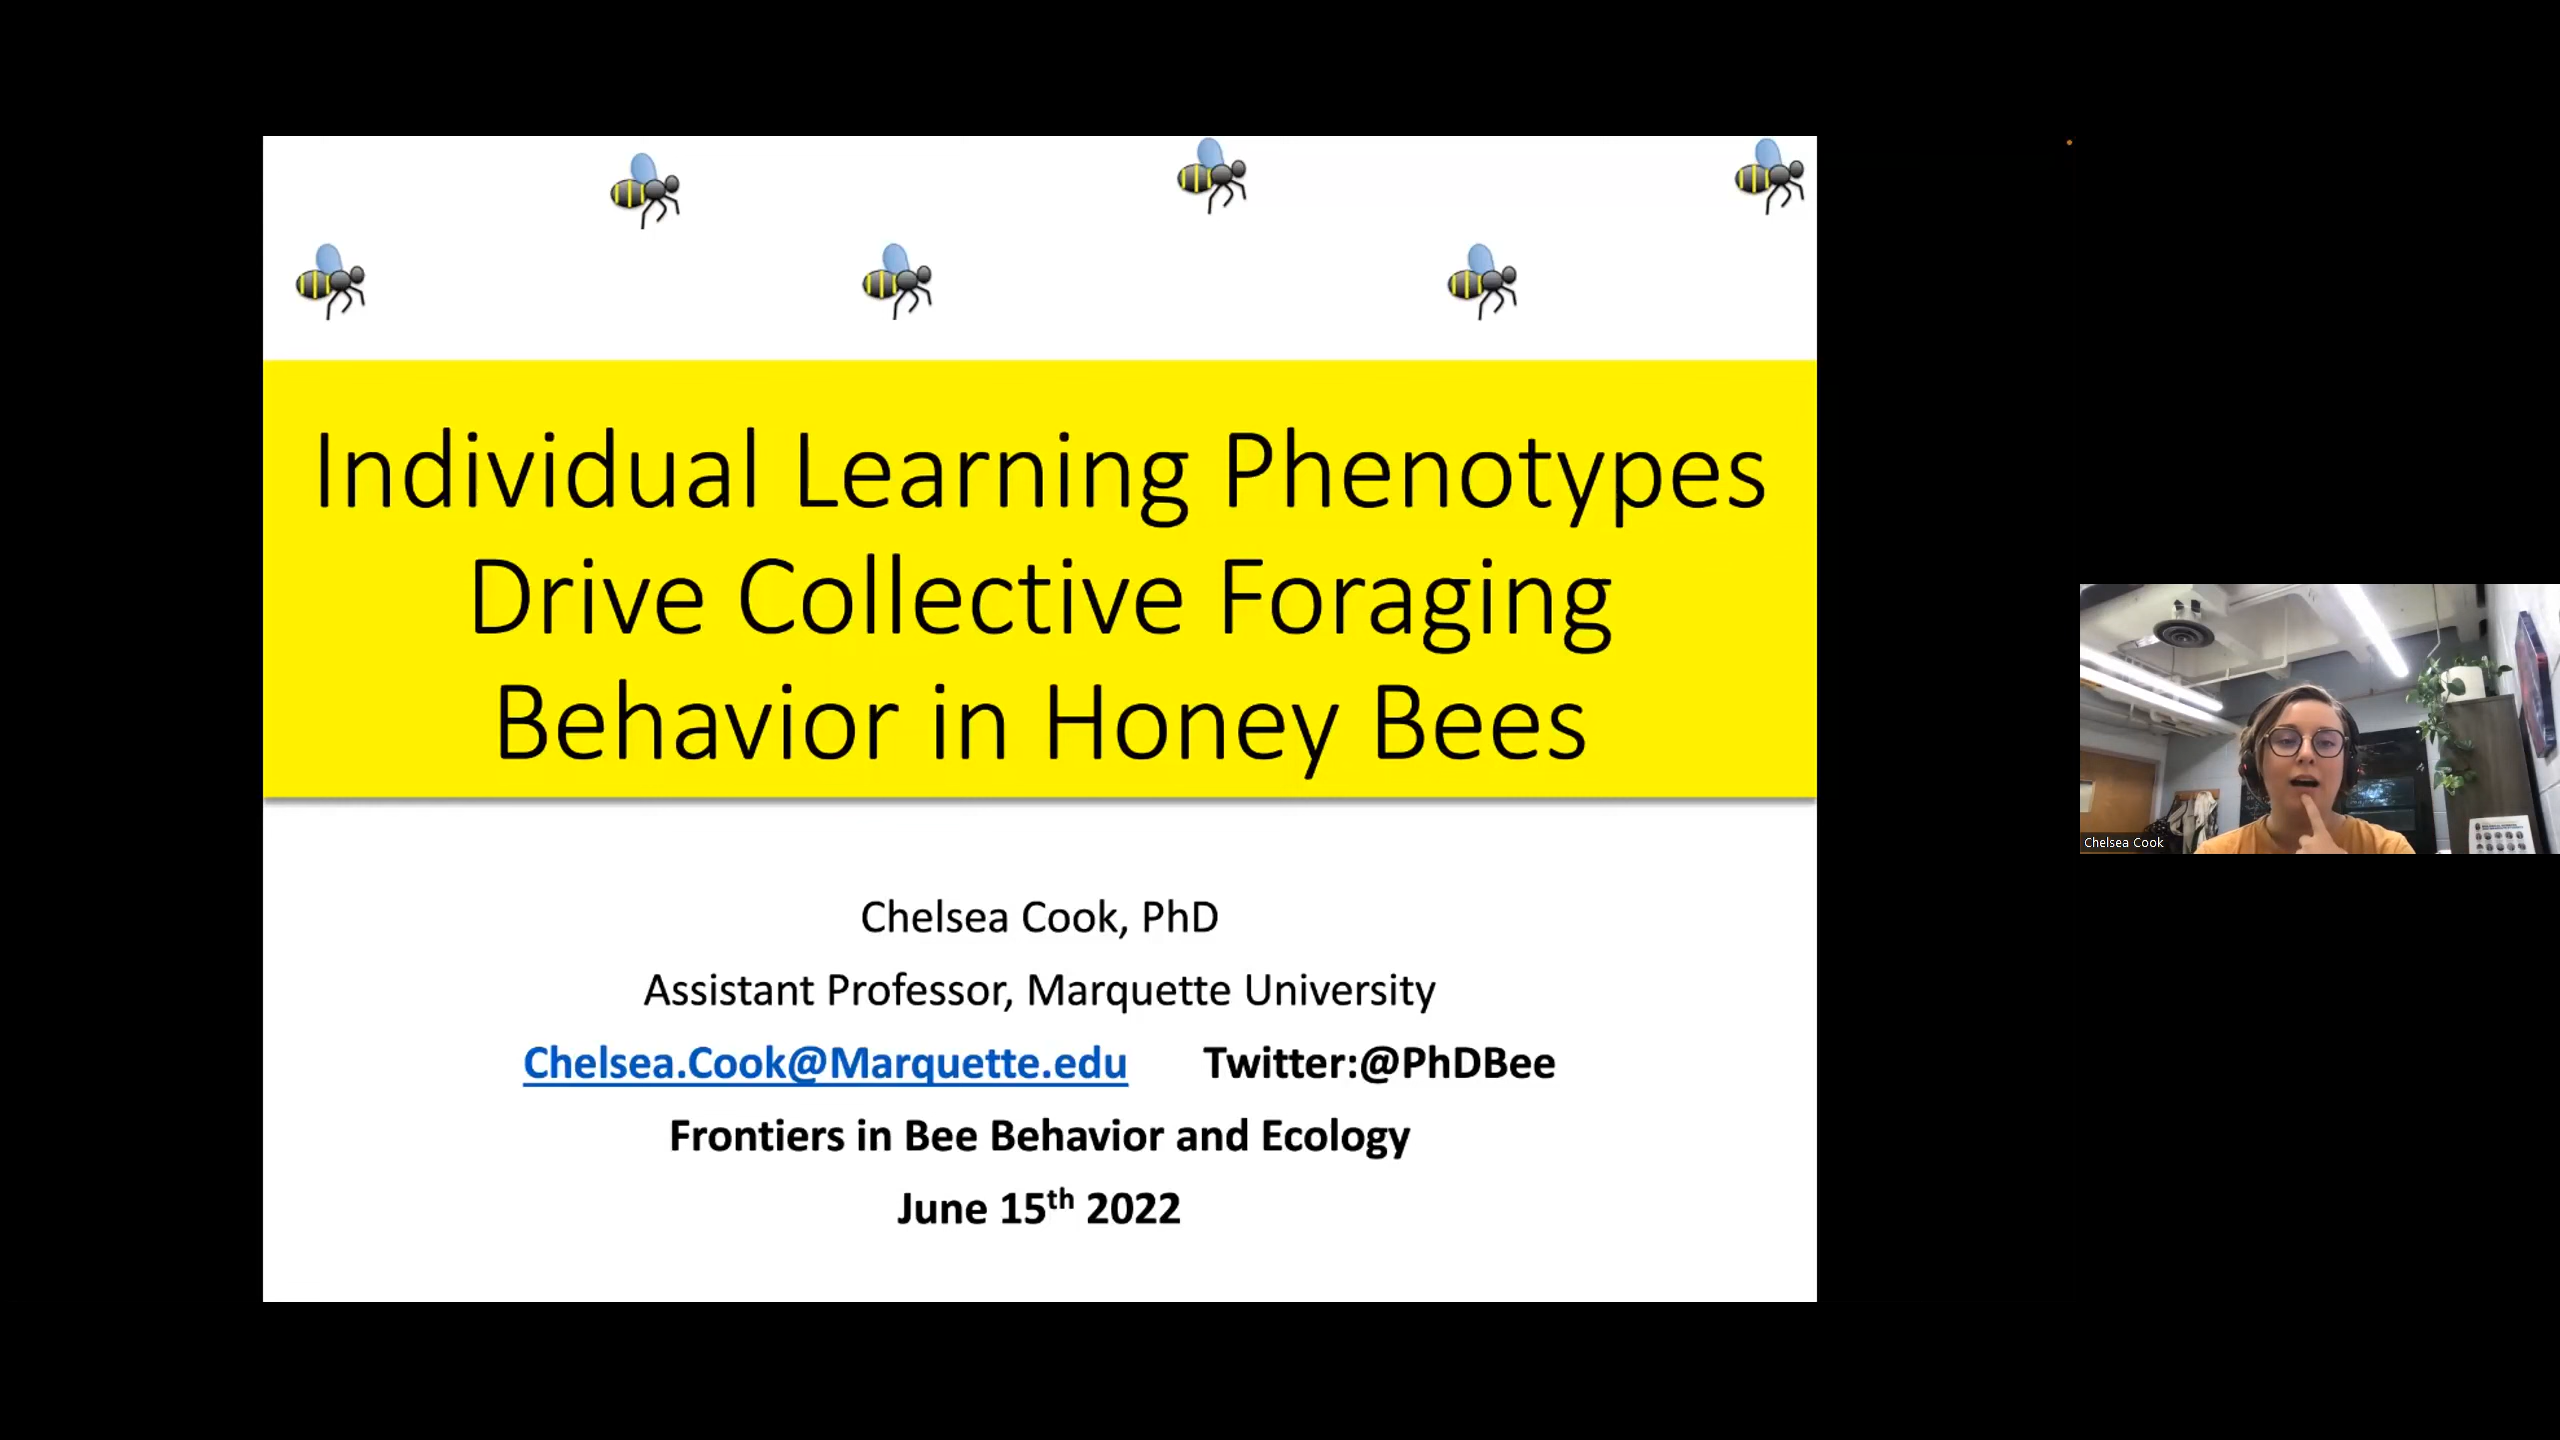 Individual Learning Phenotypes
Drive Collective Foraging
Behavior in Honey Bees
Chelsea Cook, PhD
Assistant Professor, Marquette University
Chelsea.Cook@Marquette.edu Twitter:@PhDBee
Frontiers in Bee Behavior and Ecology
June 15th 2022
Chelsea Cook